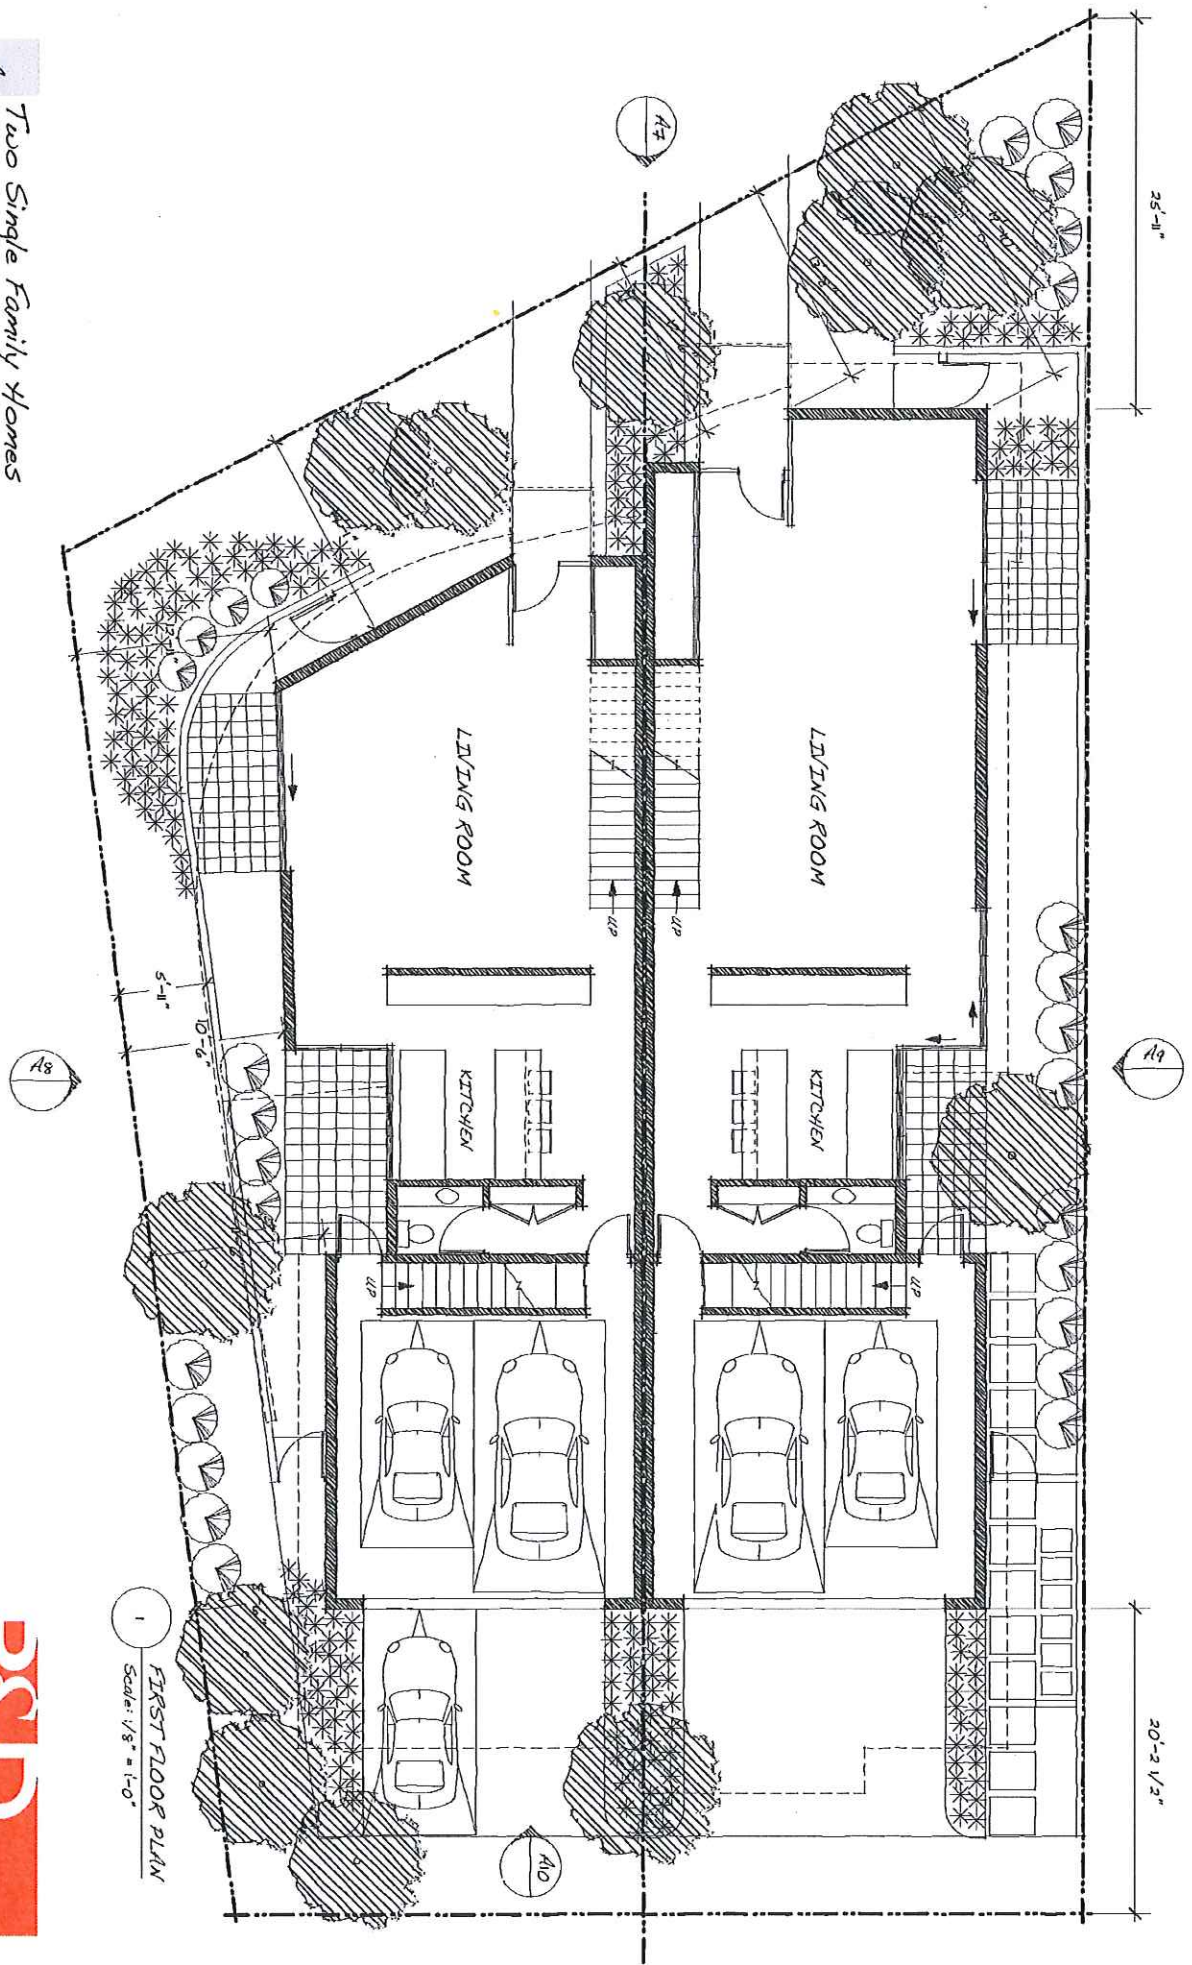 Two Single Family Homes
25'-11"
20'-2 1/2"
A7
A9
A8
A10
LIVING ROOM
LIVING ROOM
UP
UP
KITCHEN
KITCHEN
UP
UP
5'-11"
10'-6"
1
FIRST FLOOR PLAN
Scale: 1/8" = 1'-0"